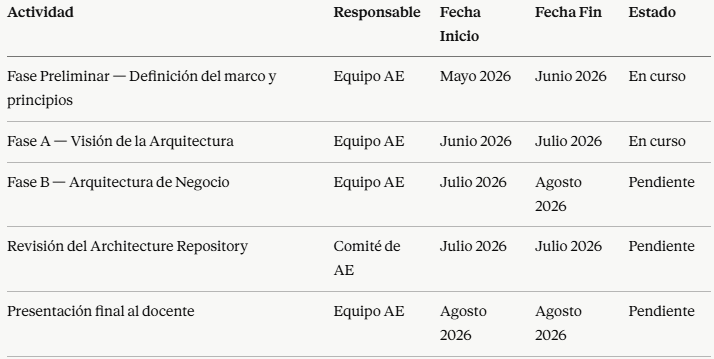 Actividad Responsable Fecha Inicio Fecha Fin Estado
Fase Preliminar — Definición del marco y principios Equipo AE Mayo 2026 Junio 2026 En curso
Fase A — Visión de la Arquitectura Equipo AE Junio 2026 Julio 2026 En curso
Fase B — Arquitectura de Negocio Equipo AE Julio 2026 Agosto 2026 Pendiente
Revisión del Architecture Repository Comité de AE Julio 2026 Julio 2026 Pendiente
Presentación final al docente Equipo AE Agosto 2026 Agosto 2026 Pendiente